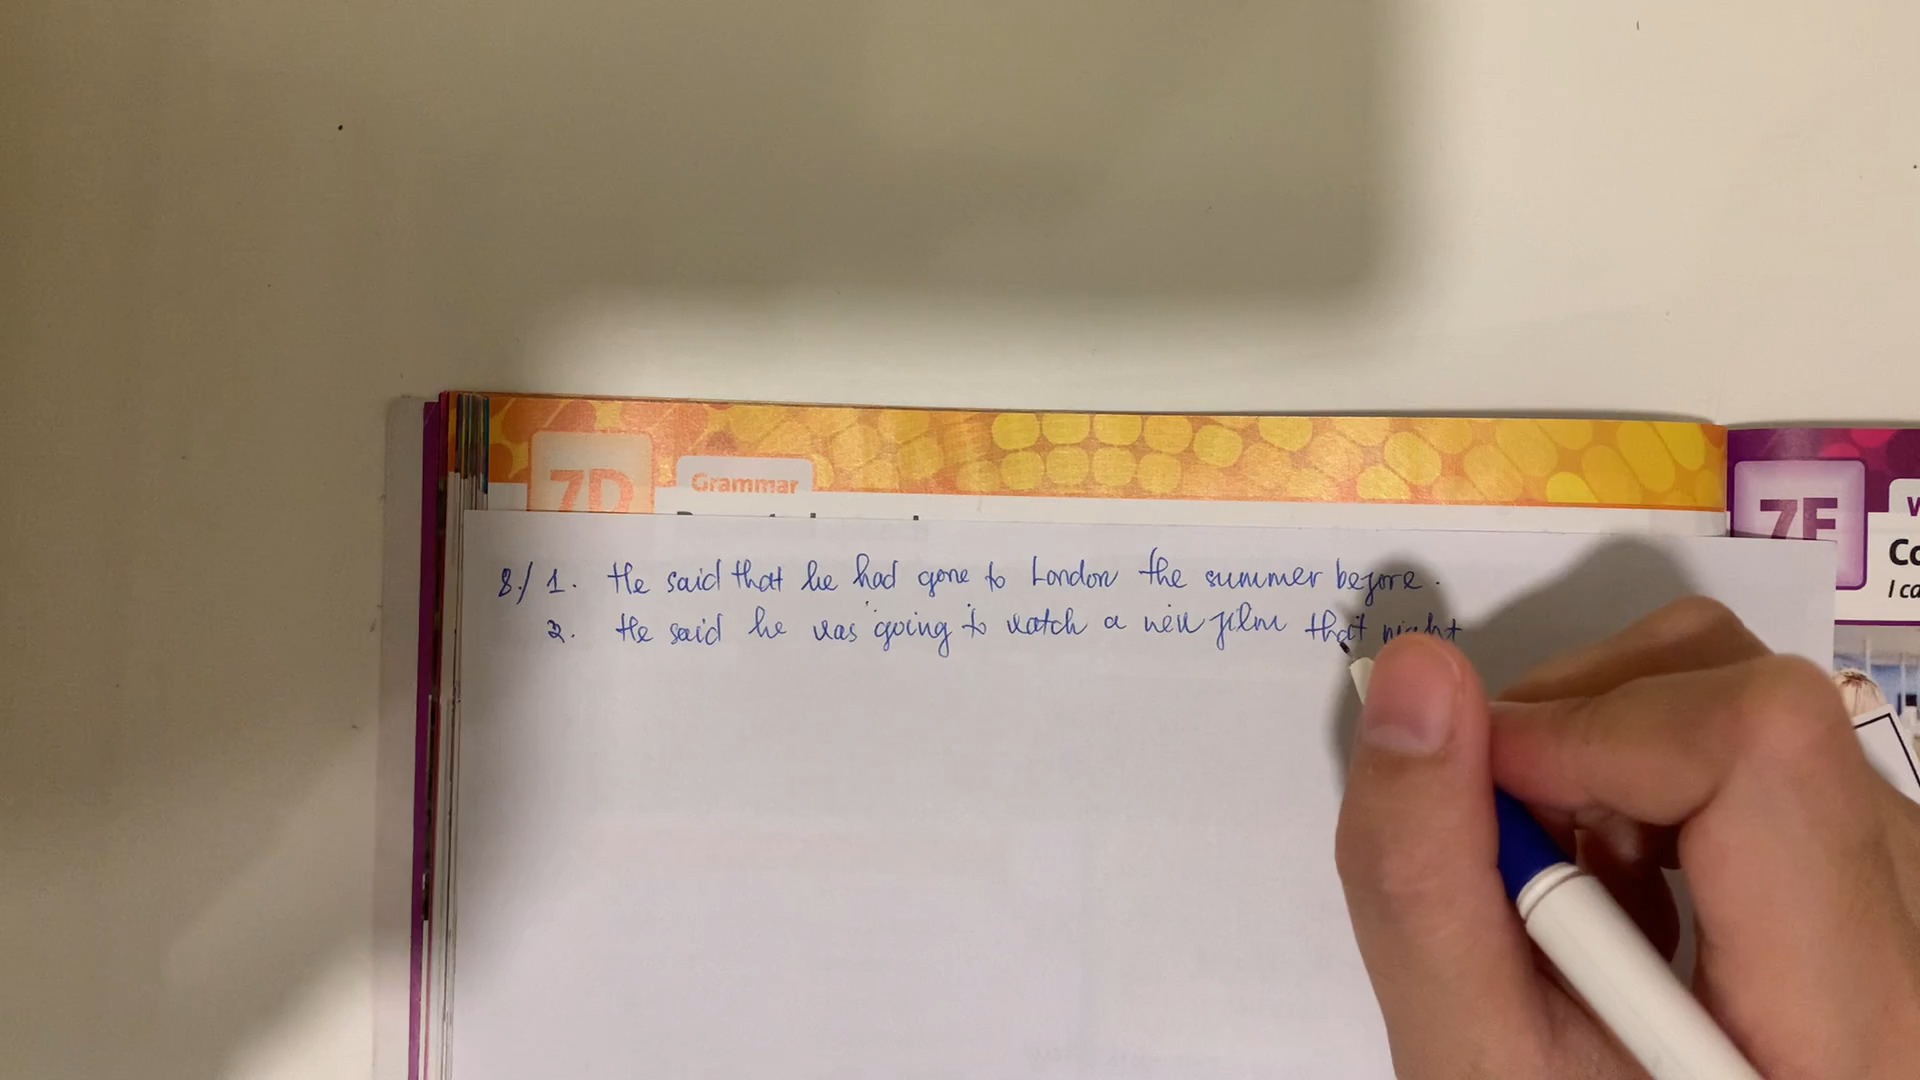 7D
Grammar
7E
8./ 1. He said that he had gone to London the summer before.
2. He said he was going to watch a new film that night